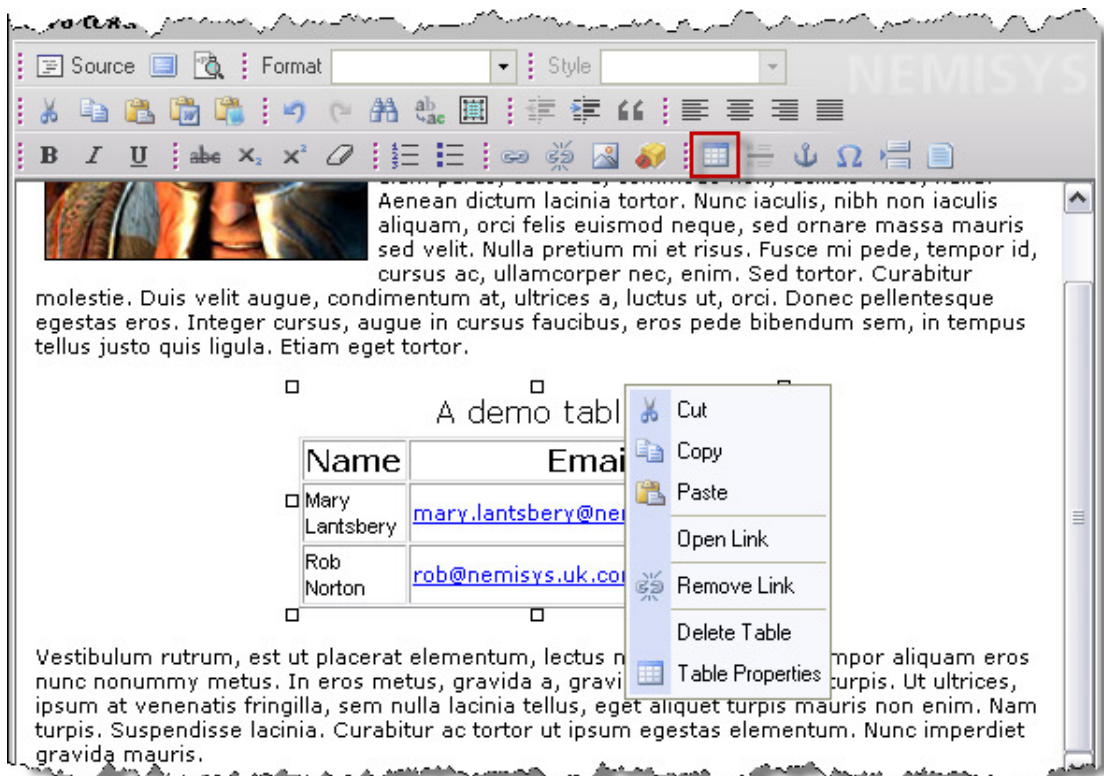 Source Format Style NEMISYS
B I U abc x₂ x²
Aenean dictum lacinia tortor. Nunc iaculis, nibh non iaculis
aliquam, orci felis euismod neque, sed ornare massa mauris
sed velit. Nulla pretium mi et risus. Fusce mi pede, tempor id,
cursus ac, ullamcorper nec, enim. Sed tortor. Curabitur
molestie. Duis velit augue, condimentum at, ultrices a, luctus ut, orci. Donec pellentesque
egestas eros. Integer cursus, augue in cursus faucibus, eros pede bibendum sem, in tempus
tellus justo quis ligula. Etiam eget tortor.
A demo tabl
Name Emai
Mary
Lantsbery
mary.lantsbery@ne
Rob
Norton
rob@nemisys.uk.co
Cut
Copy
Paste
Open Link
Remove Link
Delete Table
Table Properties
Vestibulum rutrum, est ut placerat elementum, lectus n mpor aliquam eros
nunc nonummy metus. In eros metus, gravida a, gravi turpis. Ut ultrices,
ipsum at venenatis fringilla, sem nulla lacinia tellus, eget aliquet turpis mauris non enim. Nam
turpis. Suspendisse lacinia. Curabitur ac tortor ut ipsum egestas elementum. Nunc imperdiet
gravida mauris.